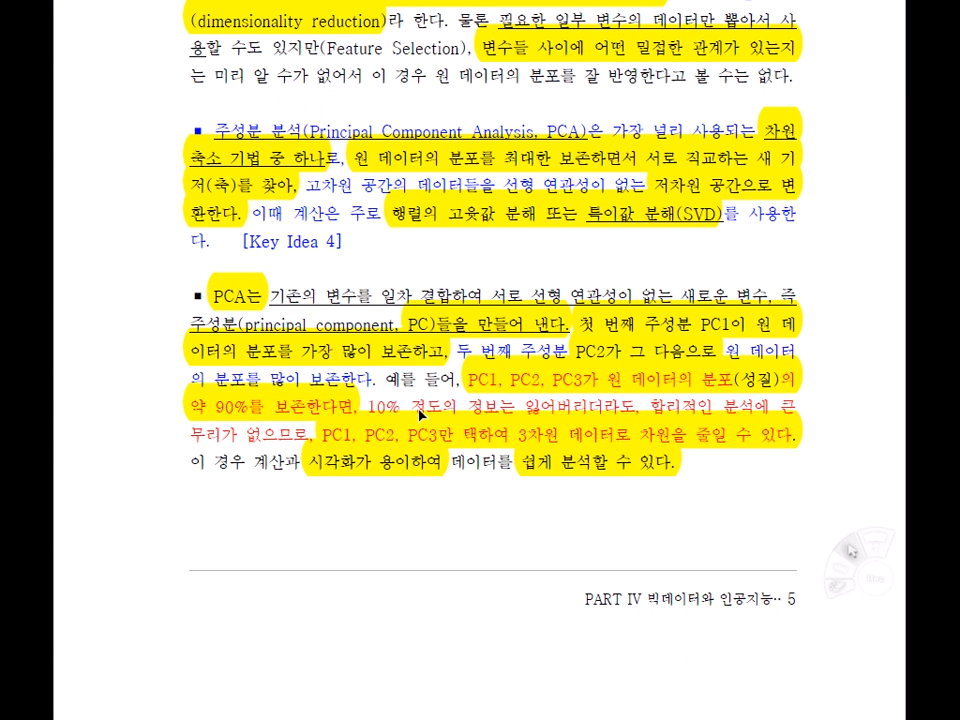 (dimensionality reduction)라 한다. 물론 필요한 일부 변수의 데이터만 뽑아서 사
용할 수도 있지만(Feature Selection), 변수들 사이에 어떤 밀접한 관계가 있는지
는 미리 알 수가 없어서 이 경우 원 데이터의 분포를 잘 반영한다고 볼 수는 없다.
▪ 주성분 분석(Principal Component Analysis, PCA)은 가장 널리 사용되는 차원
축소 기법 중 하나로, 원 데이터의 분포를 최대한 보존하면서 서로 직교하는 새 기
저(축)를 찾아, 고차원 공간의 데이터들을 선형 연관성이 없는 저차원 공간으로 변
환한다. 이때 계산은 주로 행렬의 고윳값 분해 또는 특이값 분해(SVD)를 사용한
다. [Key Idea 4]
▪ PCA는 기존의 변수를 일차 결합하여 서로 선형 연관성이 없는 새로운 변수, 즉
주성분(principal component, PC)들을 만들어 낸다. 첫 번째 주성분 PC1이 원 데
이터의 분포를 가장 많이 보존하고, 두 번째 주성분 PC2가 그 다음으로 원 데이터
의 분포를 많이 보존한다. 예를 들어, PC1, PC2, PC3가 원 데이터의 분포(성질)의
약 90%를 보존한다면, 10% 정도의 정보는 잃어버리더라도, 합리적인 분석에 큰
무리가 없으므로, PC1, PC2, PC3만 택하여 3차원 데이터로 차원을 줄일 수 있다.
이 경우 계산과 시각화가 용이하여 데이터를 쉽게 분석할 수 있다.
PART IV 빅데이터와 인공지능·· 5